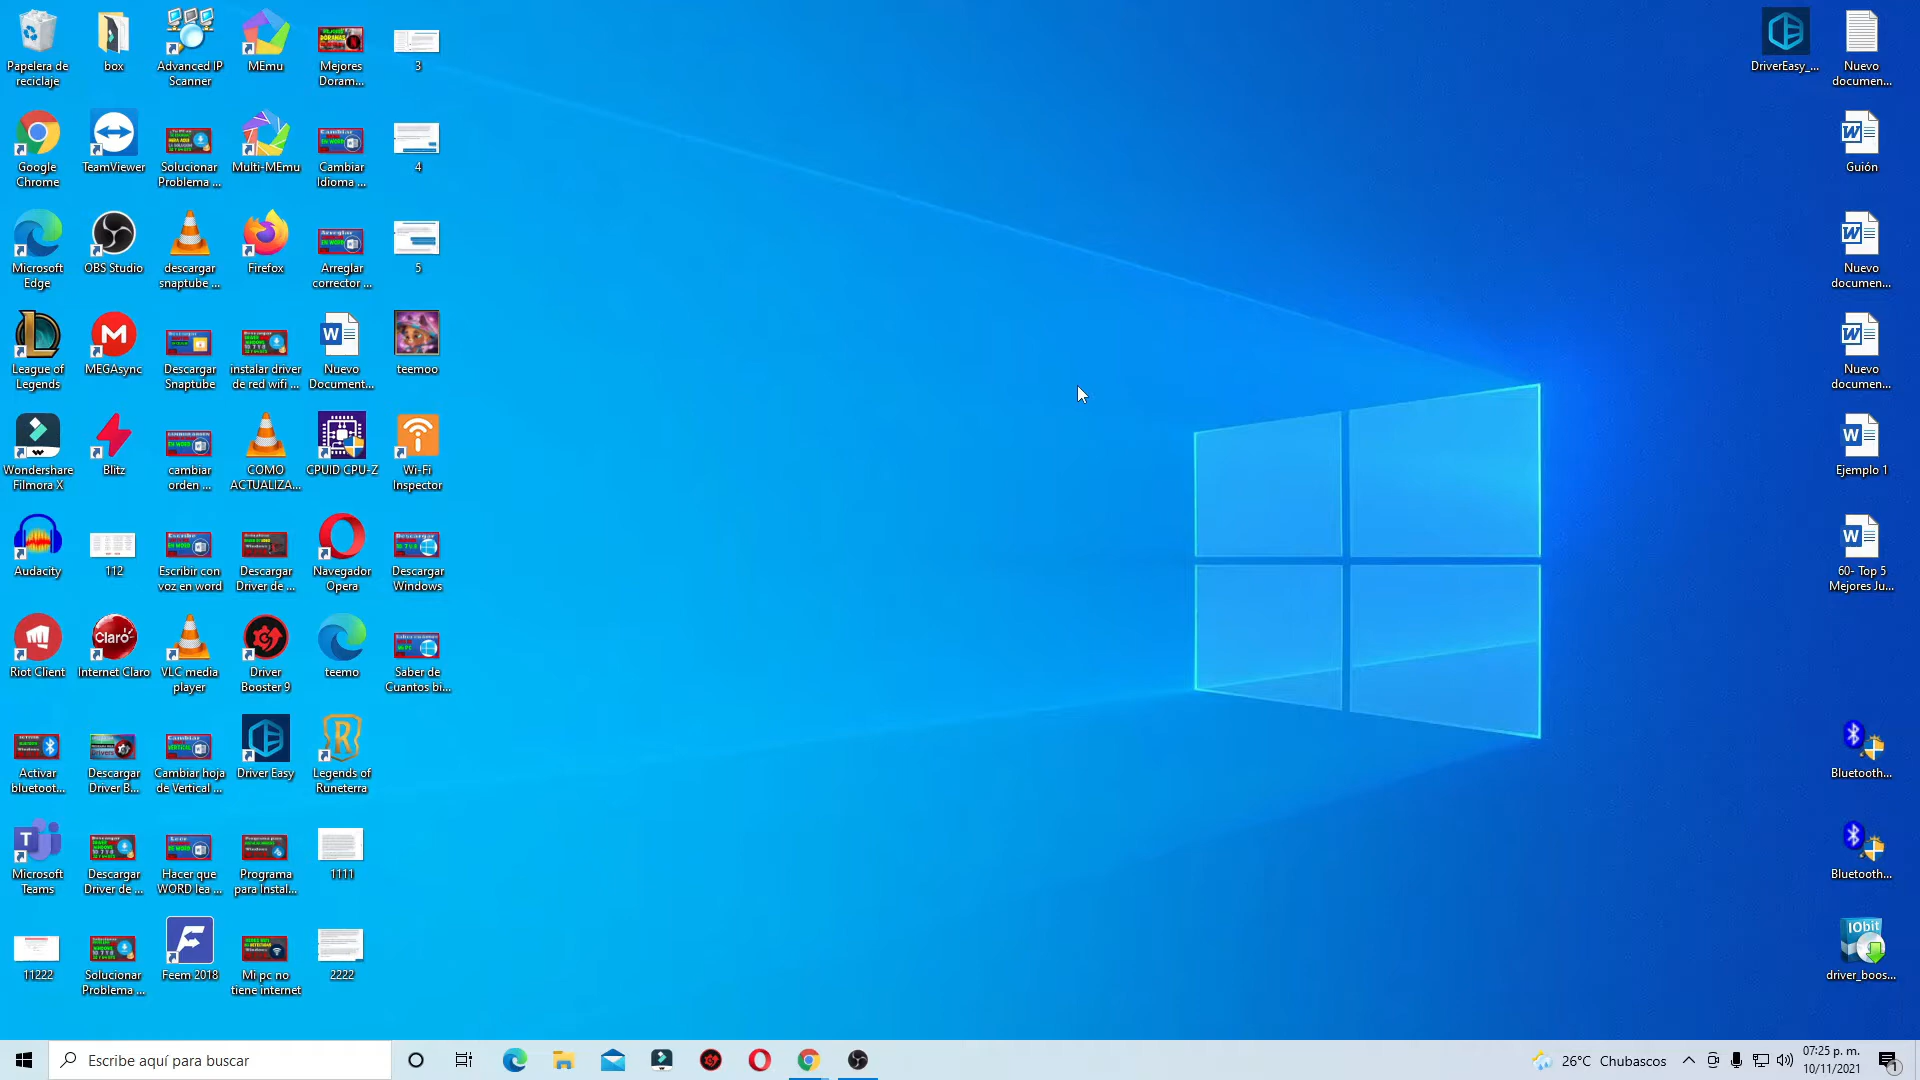 Papelera de
reciclaje
box
Advanced IP
Scanner
MEmu
Mejores
Doram...
3
Google
Chrome
TeamViewer
Solucionar
Problema ...
Multi-MEmu
Cambiar
Idioma ...
4
Microsoft
Edge
OBS Studio
descargar
snaptube ...
Firefox
Arreglar
corrector ...
5
League of
Legends
MEGAsync
Descargar
Snaptube
instalar driver
de red wifi ...
Nuevo
Document...
teemoo
Wondershare
Filmora X
Blitz
cambiar
orden ...
COMO
ACTUALIZA...
CPUID CPU-Z
Wi-Fi
Inspector
Audacity
112
Escribir con
voz en word
Descargar
Driver de ...
Navegador
Opera
Descargar
Windows
Riot Client
Internet Claro
VLC media
player
Driver
Booster 9
teemo
Saber de
Cuantos bi...
Activar
bluetoot...
Descargar
Driver B...
Cambiar hoja
de Vertical ...
Driver Easy
Legends of
Runeterra
Microsoft
Teams
Descargar
Driver de ...
Hacer que
WORD lea ...
Programa
para Instal...
1111
11222
Solucionar
Problema ...
Feem 2018
Mi pc no
tiene internet
2222
DriverEasy_...
Nuevo
documen...
Guión
Nuevo
documen...
Nuevo
documen...
Ejemplo 1
60- Top 5
Mejores Ju...
Bluetooth...
Bluetooth...
IObit
driver_boos...
Escribe aquí para buscar
26°C Chubascos
07:25 p. m.
10/11/2021
1